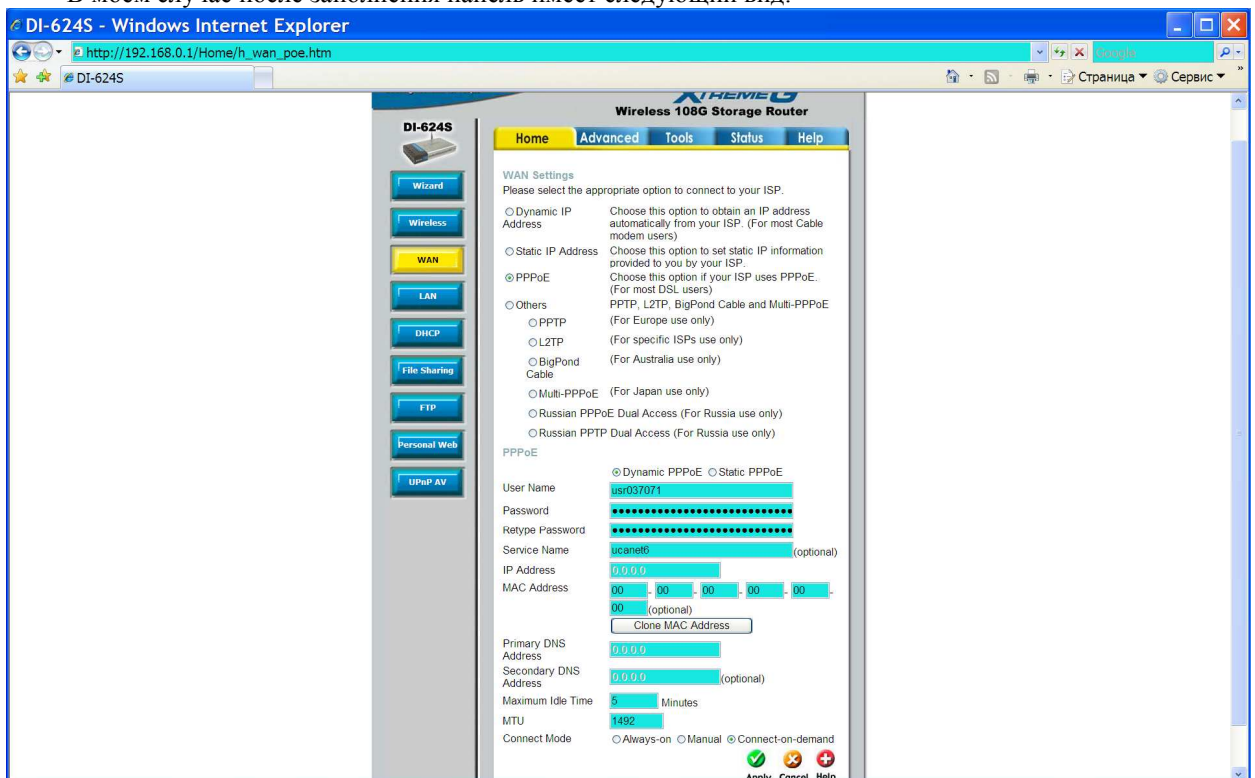 В моем случае после заполнения панель имеет следующий вид:
DI-624S - Windows Internet Explorer
http://192.168.0.1/Home/h_wan_poe.htm
Google
DI-624S
Страница
Сервис
XTREME G
Wireless 108G Storage Router
DI-624S
Home Advanced Tools Status Help
Wizard
Wireless
WAN
LAN
DHCP
File Sharing
FTP
Personal Web
UPnP AV
WAN Settings
Please select the appropriate option to connect to your ISP.
Dynamic IP Address
Choose this option to obtain an IP address
automatically from your ISP. (For most Cable
modem users)
Static IP Address
Choose this option to set static IP information
provided to you by your ISP.
PPPoE
Choose this option if your ISP uses PPPoE.
(For most DSL users)
Others
PPTP, L2TP, BigPond Cable and Multi-PPPoE
PPTP (For Europe use only)
L2TP (For specific ISPs use only)
BigPond Cable (For Australia use only)
Multi-PPPoE (For Japan use only)
Russian PPPoE Dual Access (For Russia use only)
Russian PPTP Dual Access (For Russia use only)
PPPoE
Dynamic PPPoE Static PPPoE
User Name usr037071
Password ••••••••••••••••••••••••••••
Retype Password ••••••••••••••••••••••••••••
Service Name ucanet6 (optional)
IP Address 0.0.0.0
MAC Address 00 - 00 - 00 - 00 - 00 -
00 (optional)
Clone MAC Address
Primary DNS Address 0.0.0.0
Secondary DNS Address 0.0.0.0 (optional)
Maximum Idle Time 5 Minutes
MTU 1492
Connect Mode Always-on Manual Connect-on-demand
Apply Cancel Help